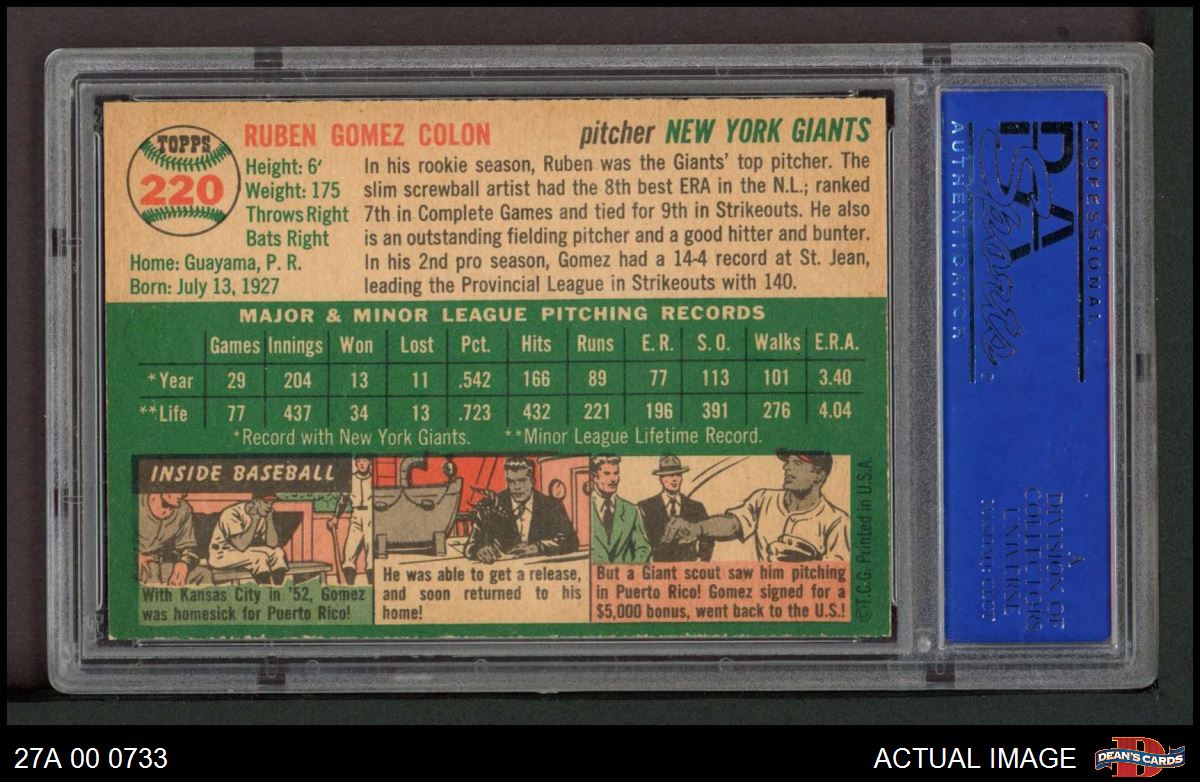 TOPPS
220
RUBEN GOMEZ COLON
pitcher NEW YORK GIANTS
Height: 6'
Weight: 175
Throws Right
Bats Right
Home: Guayama, P. R.
Born: July 13, 1927
In his rookie season, Ruben was the Giants' top pitcher. The
slim screwball artist had the 8th best ERA in the N.L.; ranked
7th in Complete Games and tied for 9th in Strikeouts. He also
is an outstanding fielding pitcher and a good hitter and bunter.
In his 2nd pro season, Gomez had a 14-4 record at St. Jean,
leading the Provincial League in Strikeouts with 140.
MAJOR & MINOR LEAGUE PITCHING RECORDS
Games Innings Won Lost Pct. Hits Runs E. R. S. O. Walks E.R.A.
*Year 29 204 13 11 .542 166 89 77 113 101 3.40
**Life 77 437 34 13 .723 432 221 196 391 276 4.04
*Record with New York Giants. **Minor League Lifetime Record.
INSIDE BASEBALL
With Kansas City in '52, Gomez
was homesick for Puerto Rico!
He was able to get a release,
and soon returned to his
home!
But a Giant scout saw him pitching
in Puerto Rico! Gomez signed for a
$5,000 bonus, went back to the U.S.!
©T.C.G. Printed in U.S.A.
PROFESSIONAL
PSA
Sports
AUTHENTICATOR
A
DIVISION OF
COLLECTORS
UNIVERSE
27A 00 0733
ACTUAL IMAGE
DEAN'S CARDS